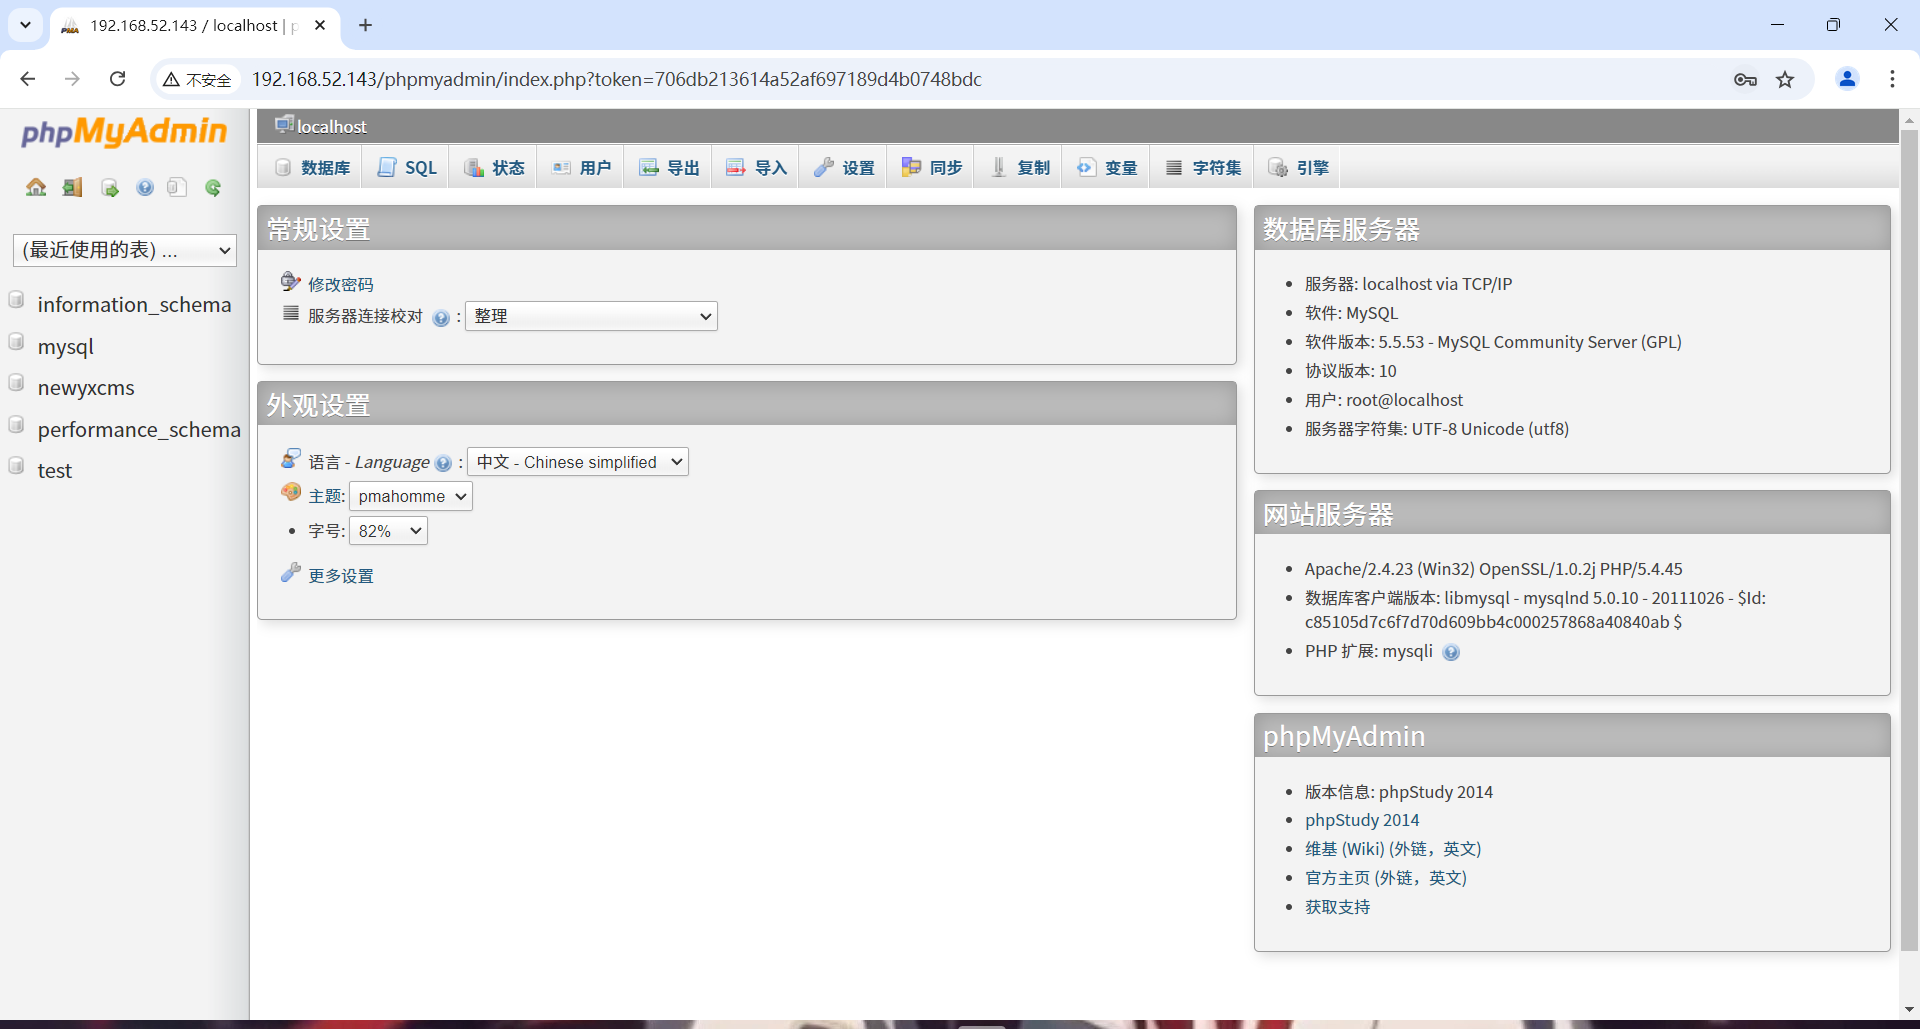 192.168.52.143 / localhost | p
不安全
192.168.52.143/phpmyadmin/index.php?token=706db213614a52af697189d4b0748bdc
phpMyAdmin
(最近使用的表) ...
information_schema
mysql
newyxcms
performance_schema
test
localhost
数据库 SQL 状态 用户 导出 导入 设置 同步 复制 变量 字符集 引擎
常规设置
修改密码
服务器连接校对 : 整理
外观设置
语言 - Language : 中文 - Chinese simplified
主题: pmahomme
字号: 82%
更多设置
数据库服务器
服务器: localhost via TCP/IP
软件: MySQL
软件版本: 5.5.53 - MySQL Community Server (GPL)
协议版本: 10
用户: root@localhost
服务器字符集: UTF-8 Unicode (utf8)
网站服务器
Apache/2.4.23 (Win32) OpenSSL/1.0.2j PHP/5.4.45
数据库客户端版本: libmysql - mysqlnd 5.0.10 - 20111026 - $Id:
c85105d7c6f7d70d609bb4c000257868a40840ab $
PHP 扩展: mysqli
phpMyAdmin
版本信息: phpStudy 2014
phpStudy 2014
维基 (Wiki) (外链，英文)
官方主页 (外链，英文)
获取支持